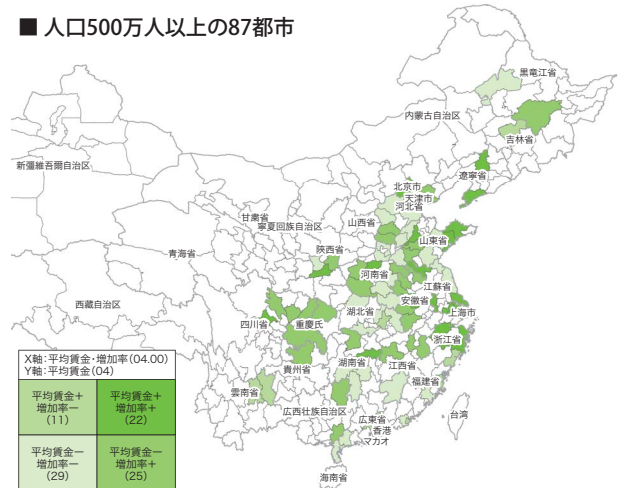 ■ 人口500万人以上の87都市
黒竜江省
内蒙古自治区
吉林省
新疆維吾爾自治区
遼寧省
北京市
天津市
河北省
甘粛省
寧夏回族自治区
山西省
山東省
青海省
陝西省
河南省
江蘇省
西蔵自治区
安徽省
上海市
湖北省
四川省
重慶氏
浙江省
貴州省
湖南省
江西省
雲南省
福建省
広西壮族自治区
広東省
台湾
香港
マカオ
海南省
X軸:平均賃金・増加率(04.00)
Y軸:平均賃金(04)
平均賃金+
増加率ー
(11)
平均賃金+
増加率+
(22)
平均賃金ー
増加率ー
(29)
平均賃金ー
増加率+
(25)